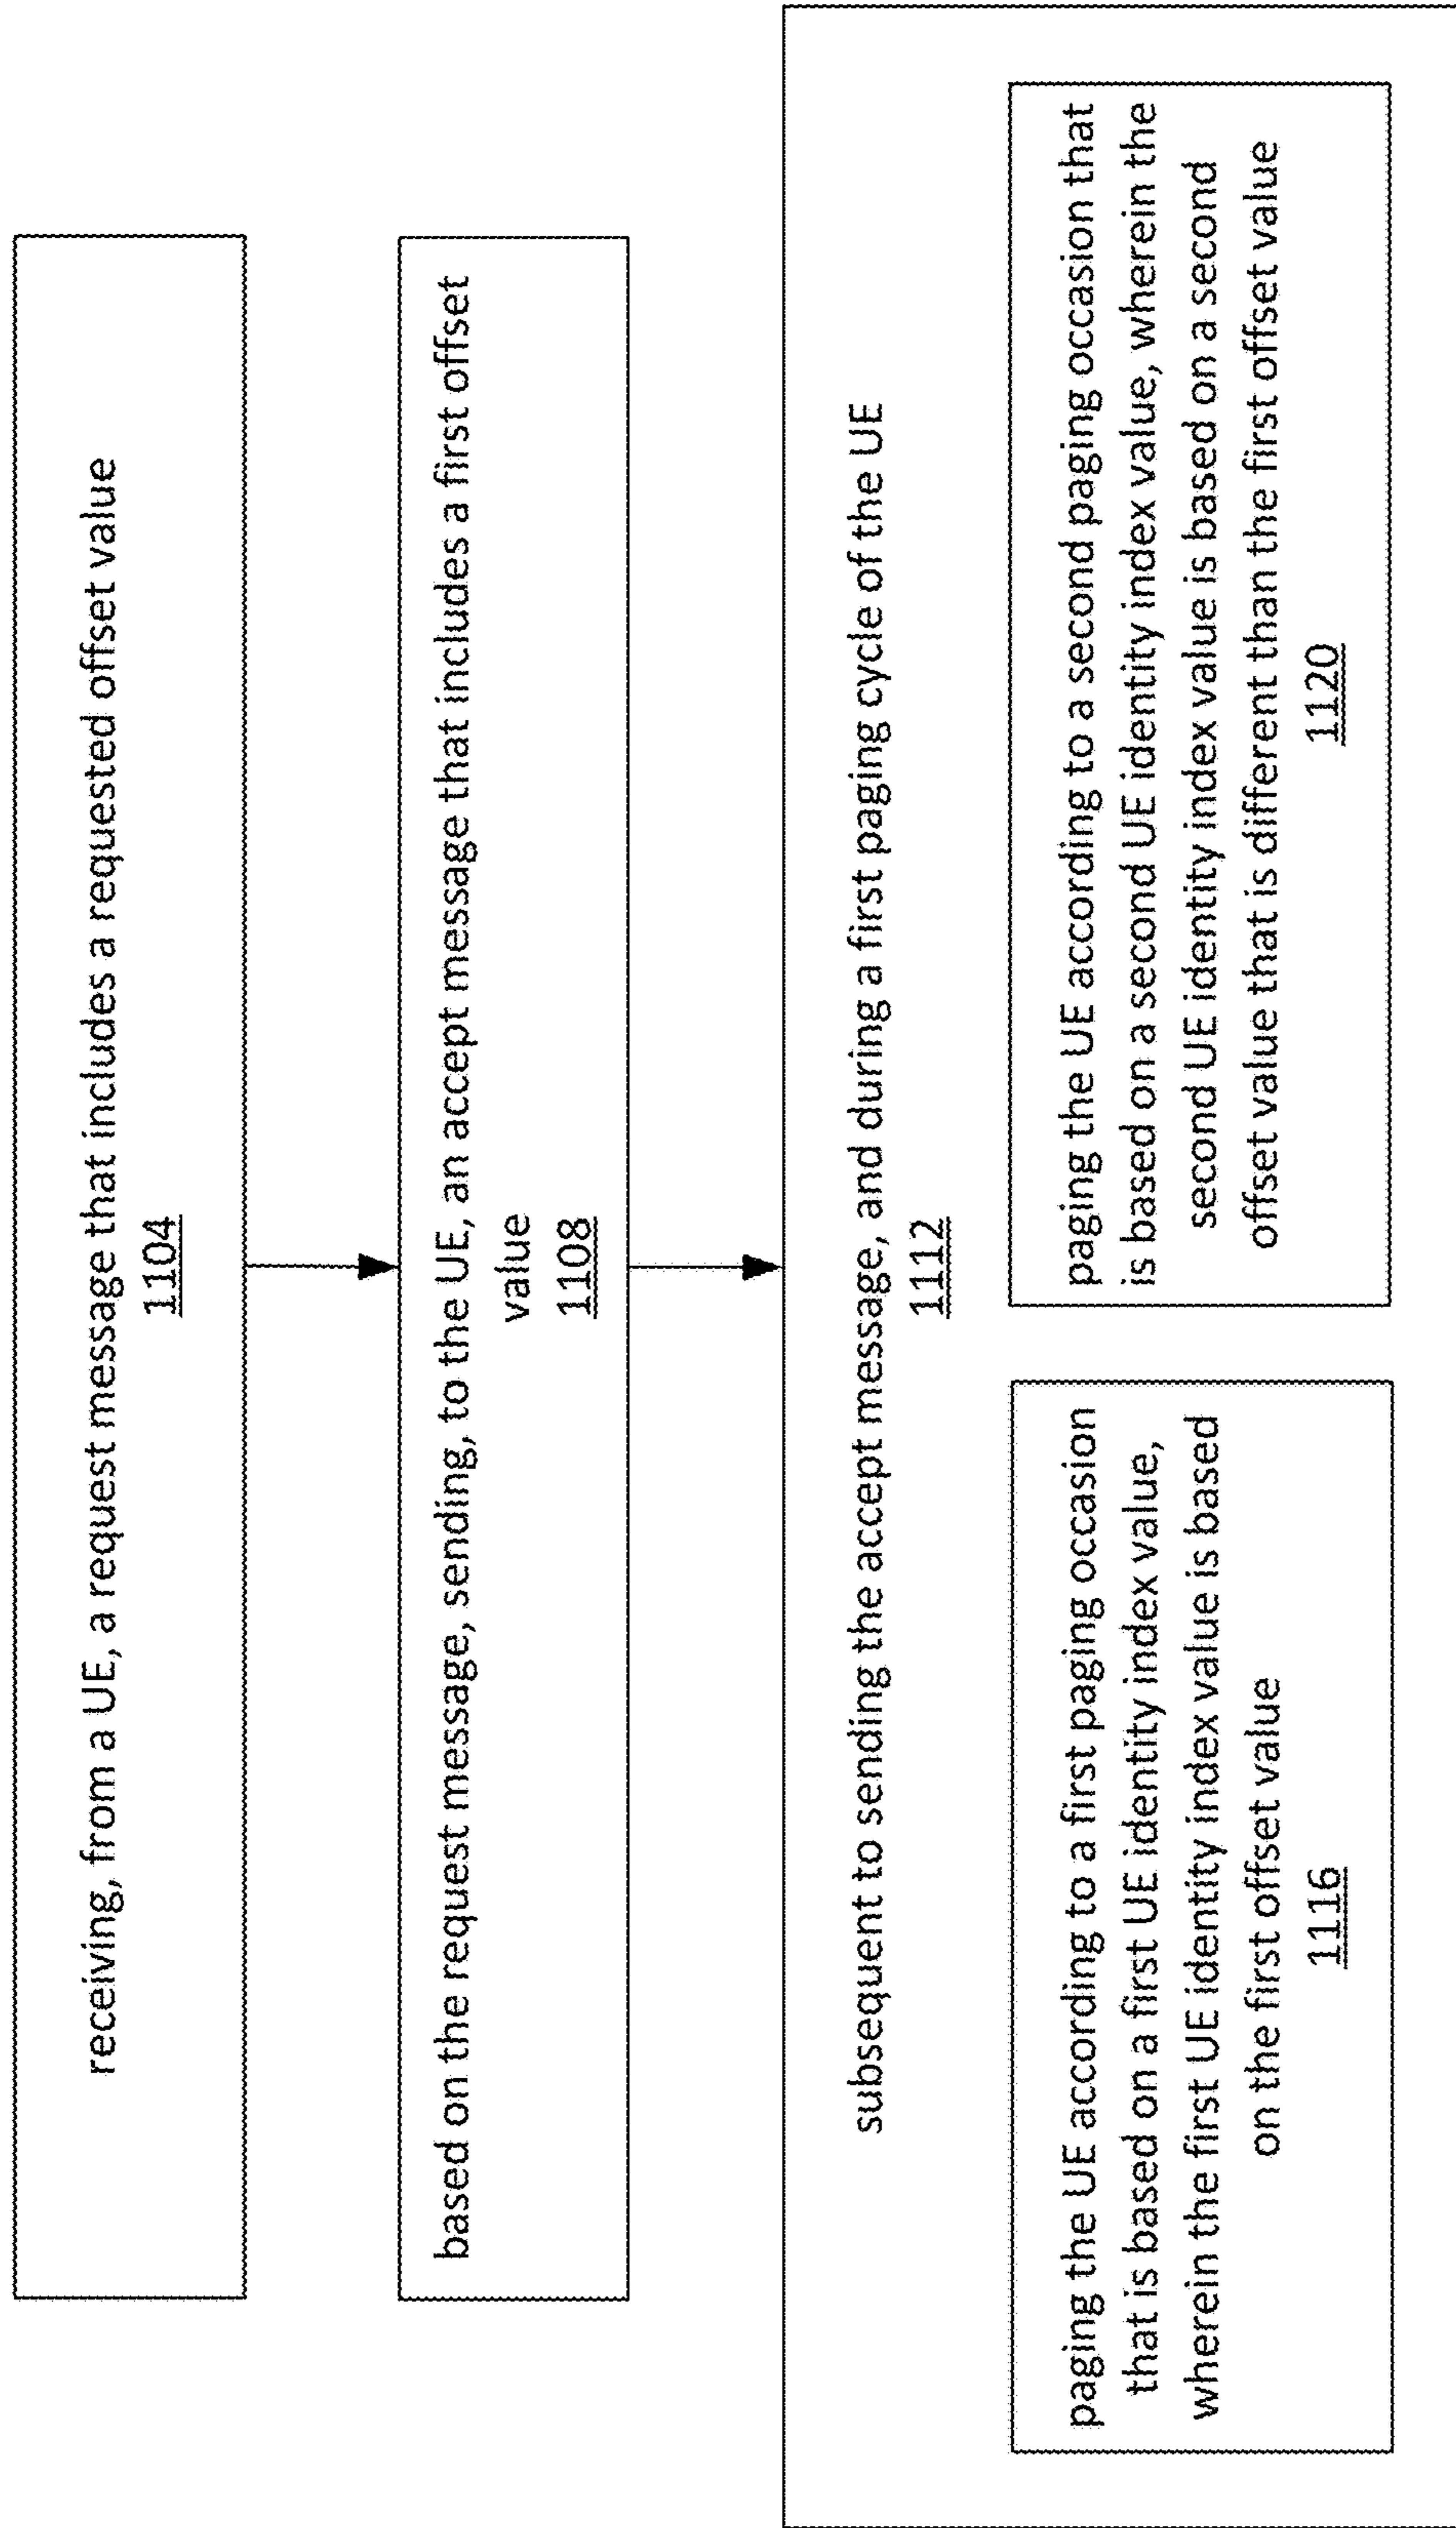 receiving, from a UE, a request message that includes a requested offset value
1104
based on the request message, sending, to the UE, an accept message that includes a first offset
value
1108
subsequent to sending the accept message, and during a first paging cycle of the UE
1112
paging the UE according to a first paging occasion
that is based on a first UE identity index value,
wherein the first UE identity index value is based
on the first offset value
1116
paging the UE according to a second paging occasion that
is based on a second UE identity index value, wherein the
second UE identity index value is based on a second
offset value that is different than the first offset value
1120